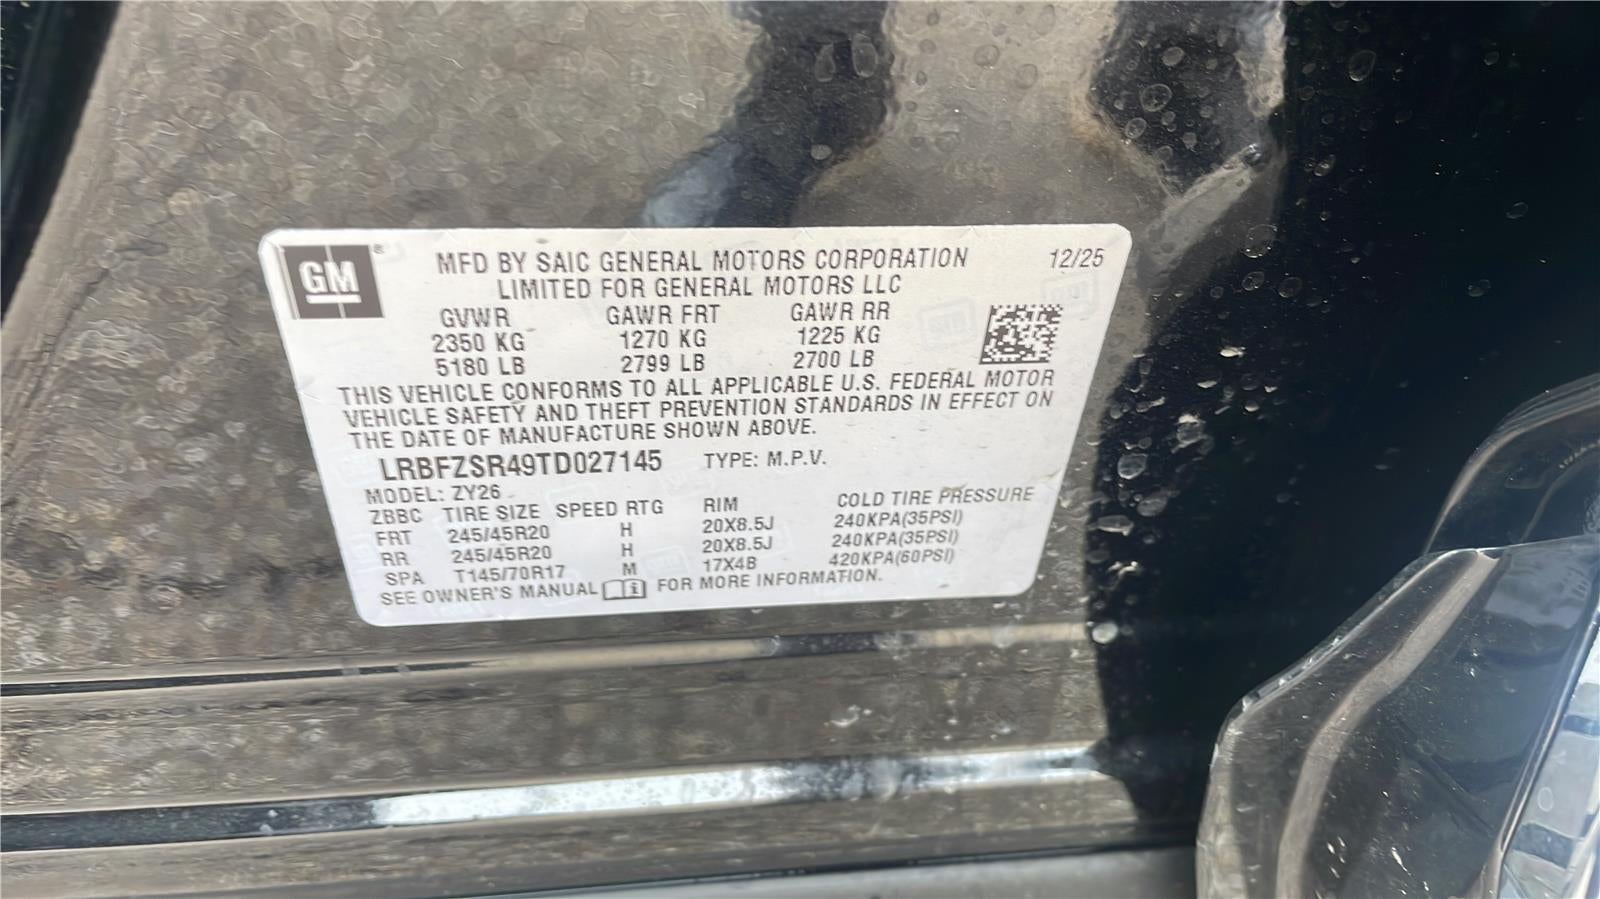 GM ®
MFD BY SAIC GENERAL MOTORS CORPORATION 12/25
LIMITED FOR GENERAL MOTORS LLC
GVWR GAWR FRT GAWR RR
2350 KG 1270 KG 1225 KG
5180 LB 2799 LB 2700 LB
THIS VEHICLE CONFORMS TO ALL APPLICABLE U.S. FEDERAL MOTOR
VEHICLE SAFETY AND THEFT PREVENTION STANDARDS IN EFFECT ON
THE DATE OF MANUFACTURE SHOWN ABOVE.
LRBFZSR49TD027145 TYPE: M.P.V.
MODEL: ZY26
ZBBC TIRE SIZE SPEED RTG RIM COLD TIRE PRESSURE
FRT 245/45R20 H 20X8.5J 240KPA(35PSI)
RR 245/45R20 H 20X8.5J 240KPA(35PSI)
SPA T145/70R17 M 17X4B 420KPA(60PSI)
SEE OWNER'S MANUAL FOR MORE INFORMATION.